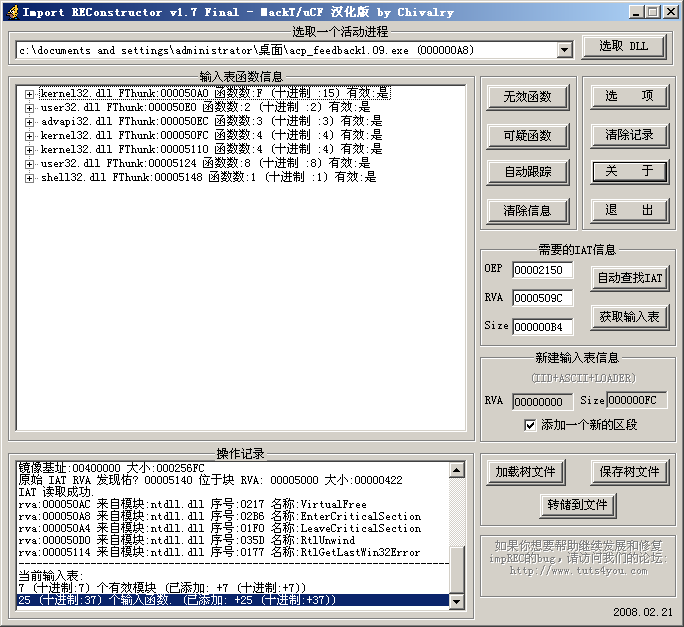 Import REConstructor v1.7 Final - MackT/uCF 汉化版 by Chivalry
选取一个活动进程
c:\documents and settings\administrator\桌面\acp_feedback1.09.exe (000000A8)
选取 DLL
输入表函数信息
kernel32.dll FThunk:000050A0 函数数:F (十进制 :15) 有效:是
user32.dll FThunk:000050E0 函数数:2 (十进制 :2) 有效:是
advapi32.dll FThunk:000050EC 函数数:3 (十进制 :3) 有效:是
kernel32.dll FThunk:000050FC 函数数:4 (十进制 :4) 有效:是
kernel32.dll FThunk:00005110 函数数:4 (十进制 :4) 有效:是
user32.dll FThunk:00005124 函数数:8 (十进制 :8) 有效:是
shell32.dll FThunk:00005148 函数数:1 (十进制 :1) 有效:是
无效函数
选 项
可疑函数
清除记录
自动跟踪
关 于
清除信息
退 出
需要的IAT信息
OEP 00002150
自动查找IAT
RVA 0000509C
获取输入表
Size 000000B4
新建输入表信息
(IID+ASCII+LOADER)
RVA 00000000 Size 000000FC
添加一个新的区段
操作记录
镜像基址:00400000 大小:000256FC
原始 IAT RVA 发现佑? 00005140 位于块 RVA: 00005000 大小:00000422
IAT 读取成功.
rva:000050AC 来自模块:ntdll.dll 序号:0217 名称:VirtualFree
rva:000050A8 来自模块:ntdll.dll 序号:02B6 名称:EnterCriticalSection
rva:000050A4 来自模块:ntdll.dll 序号:01F0 名称:LeaveCriticalSection
rva:000050D0 来自模块:ntdll.dll 序号:035D 名称:RtlUnwind
rva:00005114 来自模块:ntdll.dll 序号:0177 名称:RtlGetLastWin32Error
当前输入表:
7 (十进制:7) 个有效模块 (已添加: +7 (十进制:+7))
25 (十进制:37) 个输入函数. (已添加: +25 (十进制:+37))
加载树文件
保存树文件
转储到文件
如果你想要帮助继续发展和修复
impREC的bug，请访问我们的论坛:
http://www.tuts4you.com
2008.02.21